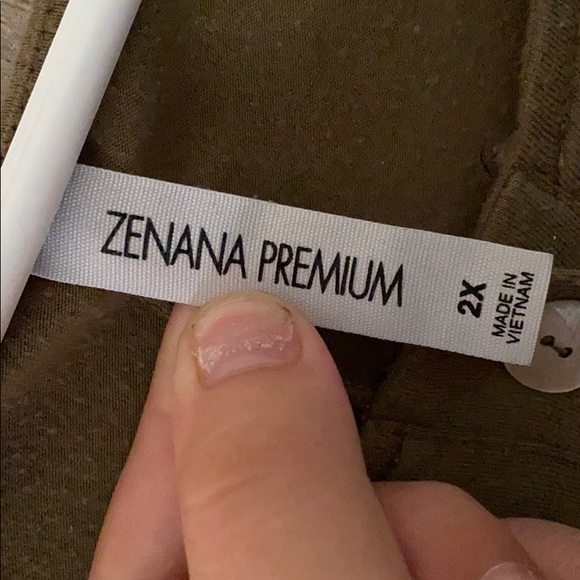 ZENANA PREMIUM
2X
MADE IN
VIETNAM